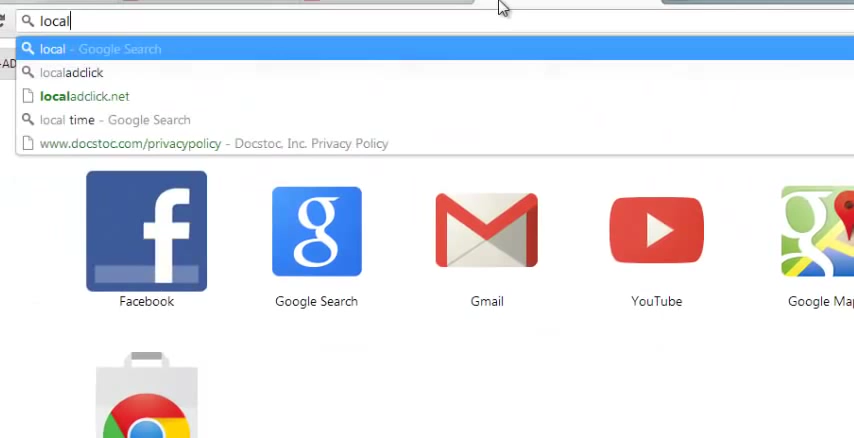 local
-AD
local - Google Search
localadclick
localadclick.net
local time - Google Search
www.docstoc.com/privacypolicy - Docstoc, Inc. Privacy Policy
Facebook
Google Search
Gmail
YouTube
Google Map